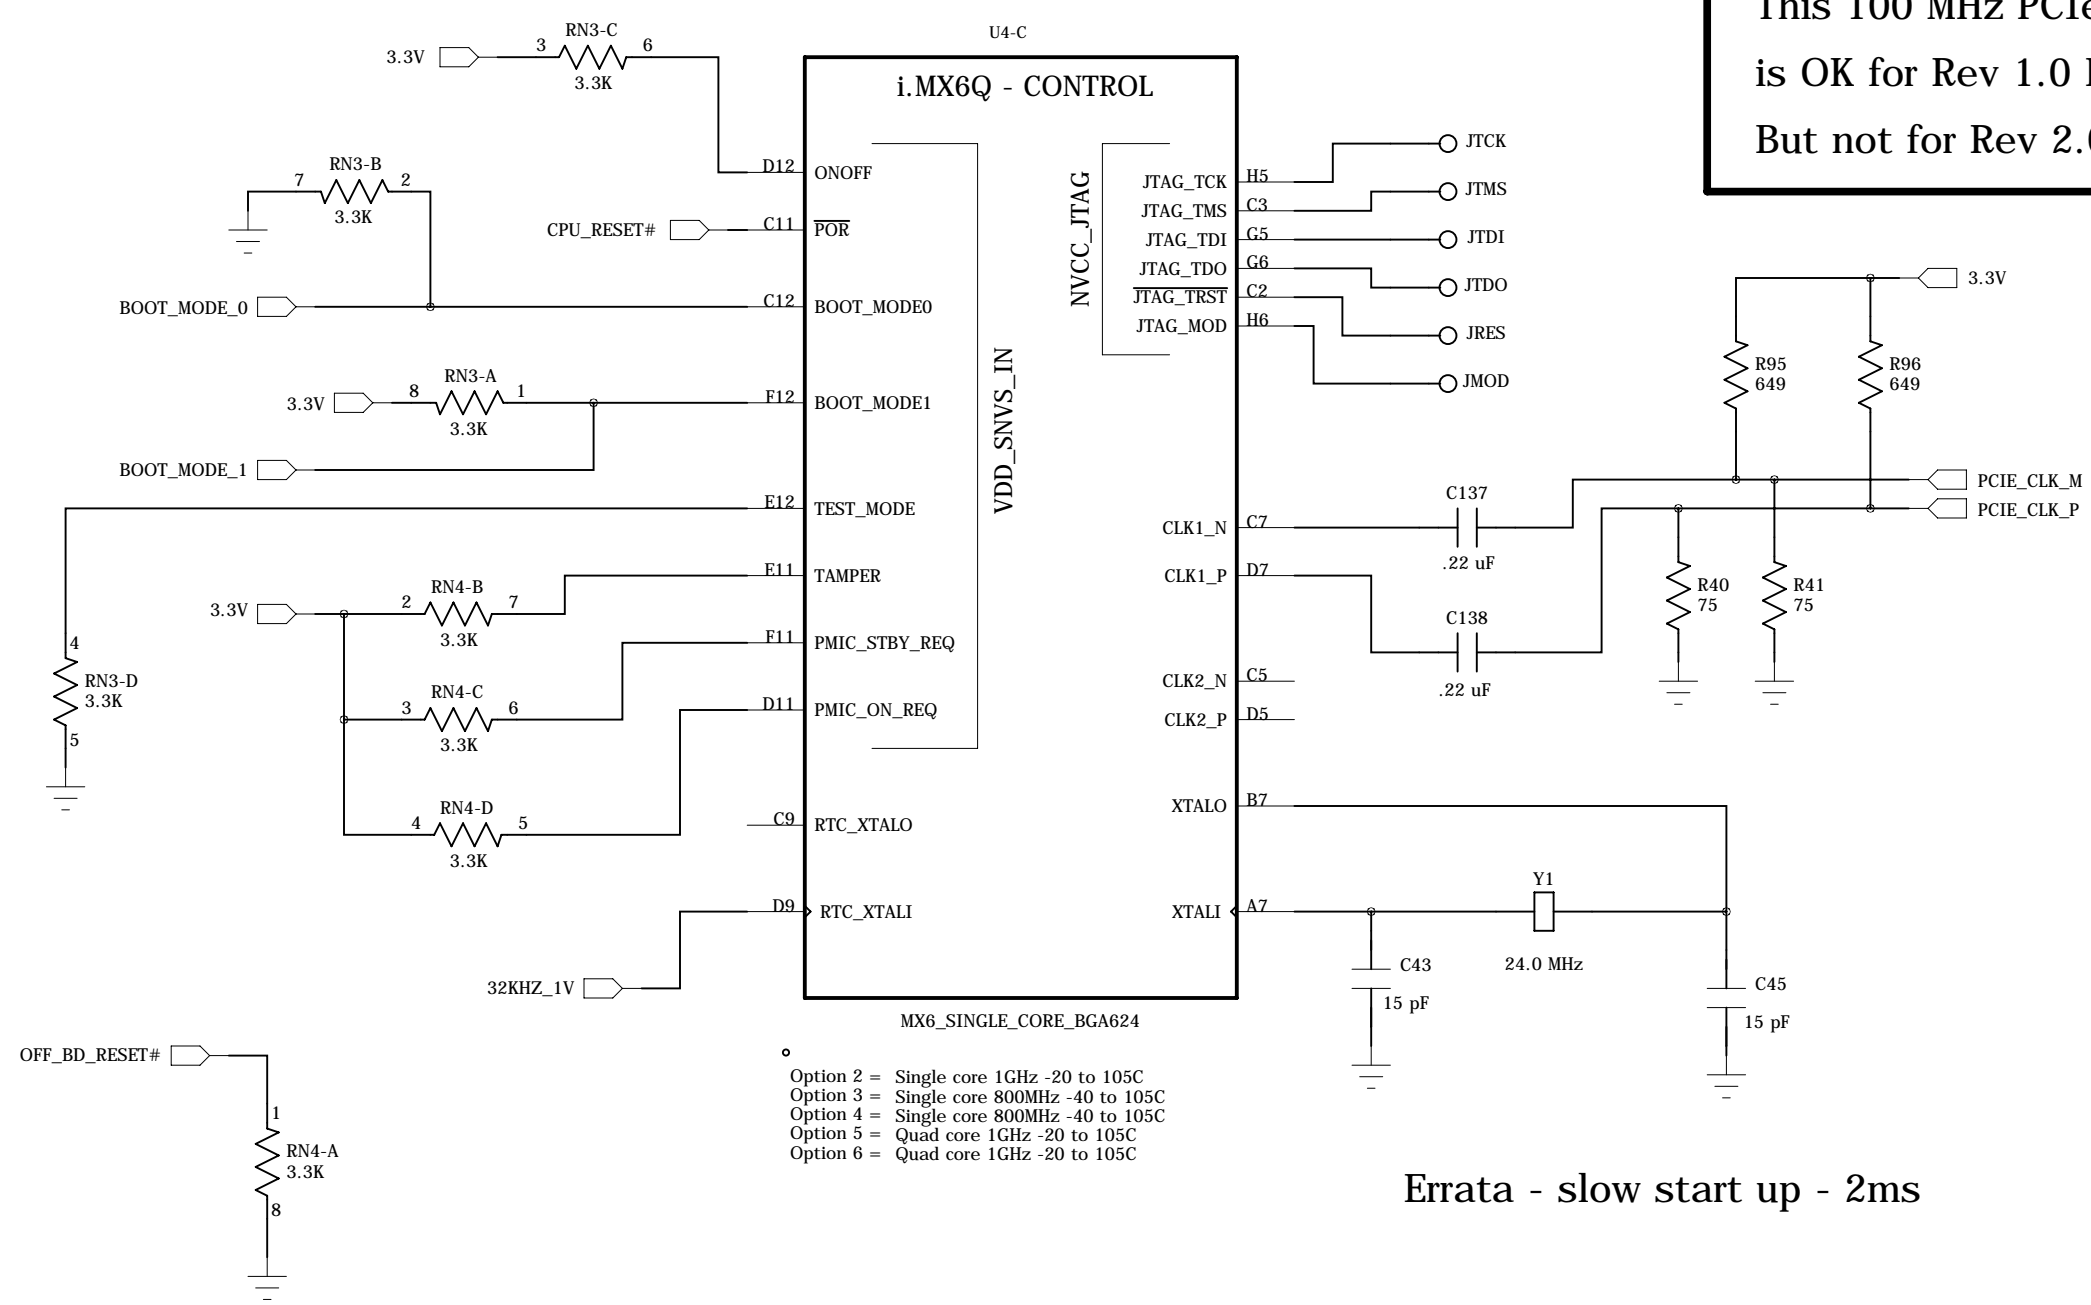 This 100 MHz PCIe
is OK for Rev 1.0
But not for Rev 2.
U4-C
i.MX6Q - CONTROL
3.3V
3
RN3-C
6
3.3K
D12
ONOFF
7
RN3-B
2
3.3K
CPU_RESET#
C11
POR
BOOT_MODE_0
C12
BOOT_MODE0
3.3V
8
RN3-A
1
3.3K
F12
BOOT_MODE1
BOOT_MODE_1
E12
TEST_MODE
4
RN3-D
3.3K
5
E11
TAMPER
3.3V
2
RN4-B
7
3.3K
F11
PMIC_STBY_REQ
3
RN4-C
6
3.3K
D11
PMIC_ON_REQ
4
RN4-D
5
3.3K
C9
RTC_XTALO
D9
RTC_XTALI
32KHZ_1V
VDD_SNVS_IN
NVCC_JTAG
JTAG_TCK
H5
JTCK
JTAG_TMS
C3
JTMS
JTAG_TDI
G5
JTDI
JTAG_TDO
G6
JTDO
JTAG_TRST
C2
JRES
JTAG_MOD
H6
JMOD
3.3V
R95
649
R96
649
PCIE_CLK_M
PCIE_CLK_P
CLK1_N
C7
C137
.22 uF
CLK1_P
D7
C138
.22 uF
R40
75
R41
75
CLK2_N
C5
CLK2_P
D5
XTALO
B7
XTALI
A7
Y1
24.0 MHz
C43
15 pF
C45
15 pF
MX6_SINGLE_CORE_BGA624
OFF_BD_RESET#
1
RN4-A
3.3K
8
Option 2 = Single core 1GHz -20 to 105C
Option 3 = Single core 800MHz -40 to 105C
Option 4 = Single core 800MHz -40 to 105C
Option 5 = Quad core 1GHz -20 to 105C
Option 6 = Quad core 1GHz -20 to 105C
Errata - slow start up - 2ms